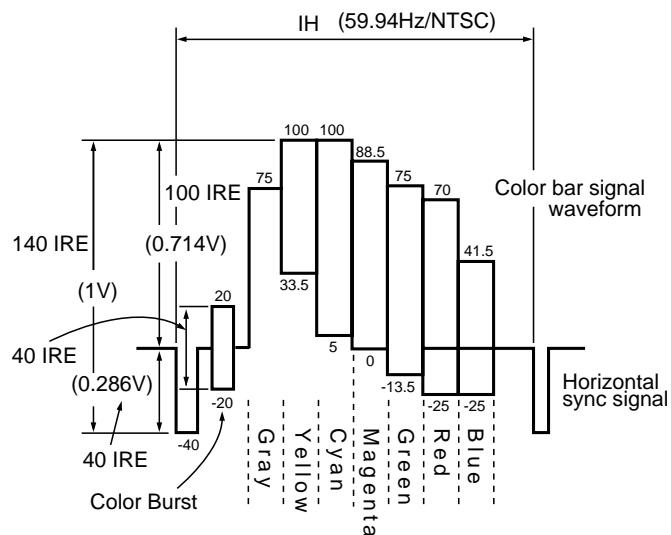 IH (59.94Hz/NTSC)
100 100
88.5
75 75
100 IRE 70
Color bar signal
waveform
140 IRE
(0.714V)
41.5
(1V)
33.5
20
40 IRE
5 0
(0.286V)
-13.5
Horizontal
sync signal
-20 -25 -25
-40
40 IRE
Color Burst
Gray
Yellow
Cyan
Magenta
Green
Red
Blue